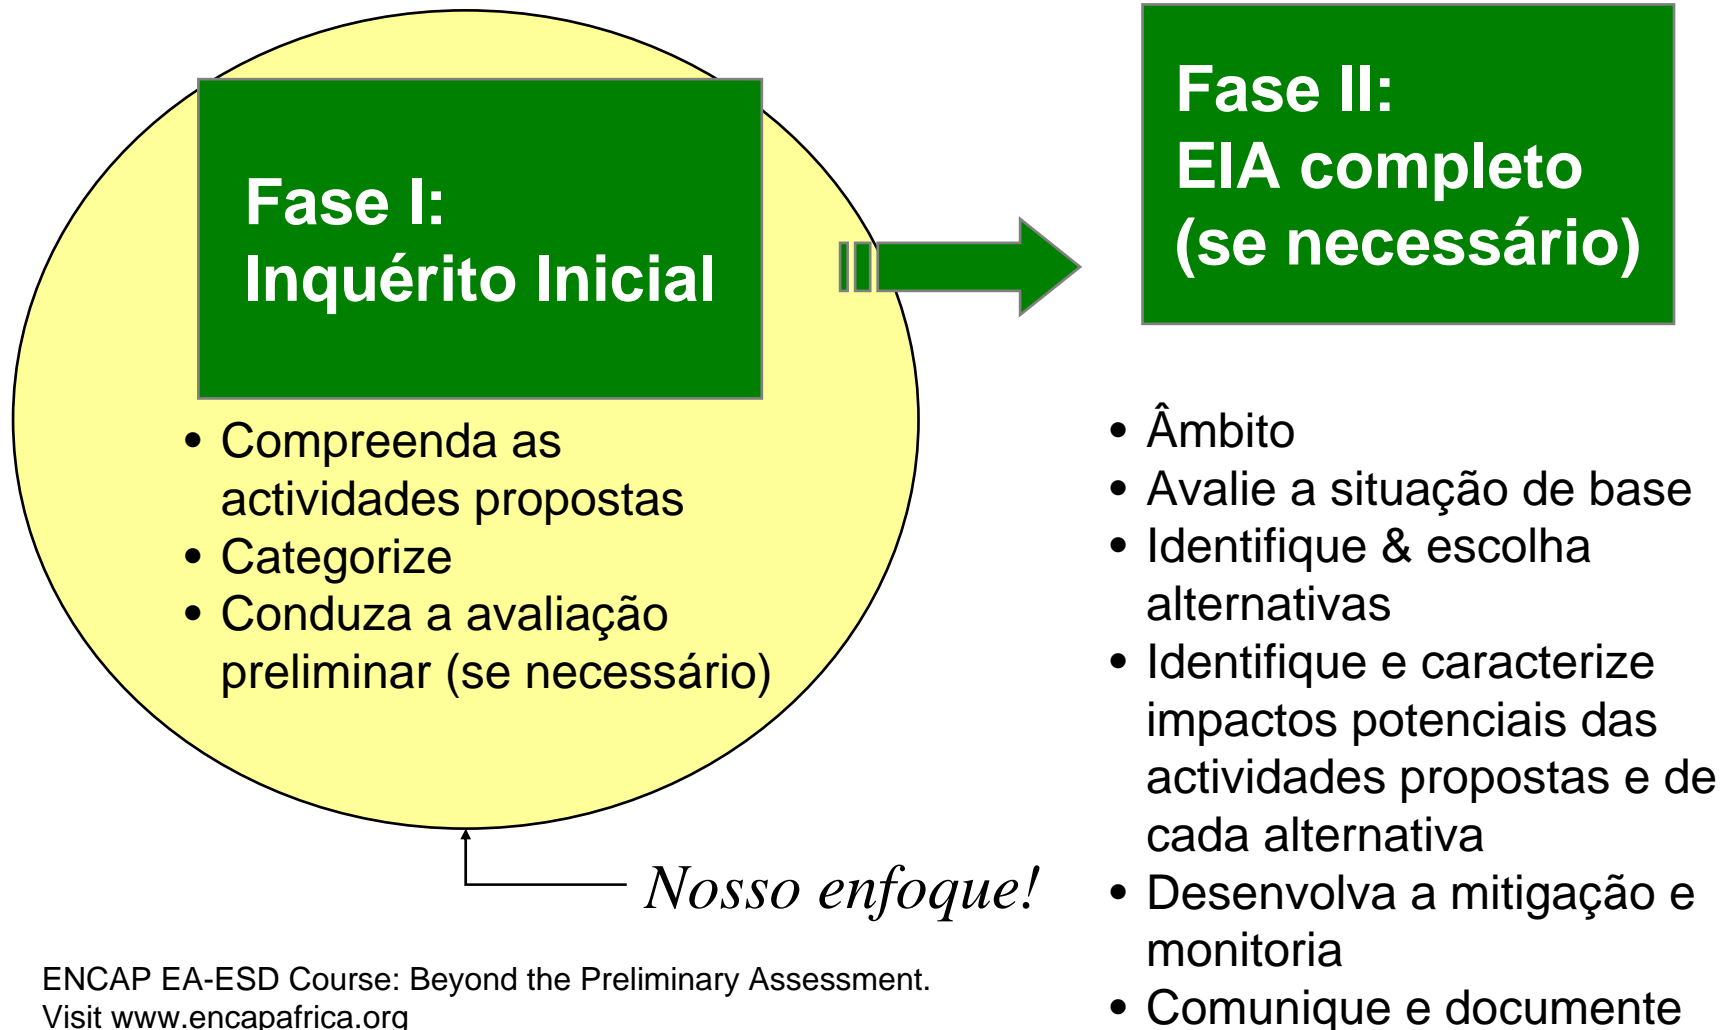 Fase I:
Inquérito Inicial
• Compreenda as
actividades propostas
• Categorize
• Conduza a avaliação
preliminar (se necessário)
Nosso enfoque!
Fase II:
EIA completo
(se necessário)
• Âmbito
• Avalie a situação de base
• Identifique & escolha
alternativas
• Identifique e caracterize
impactos potenciais das
actividades propostas e de
cada alternativa
• Desenvolva a mitigação e
monitoria
• Comunique e documente
ENCAP EA-ESD Course: Beyond the Preliminary Assessment.
Visit www.encapafrica.org